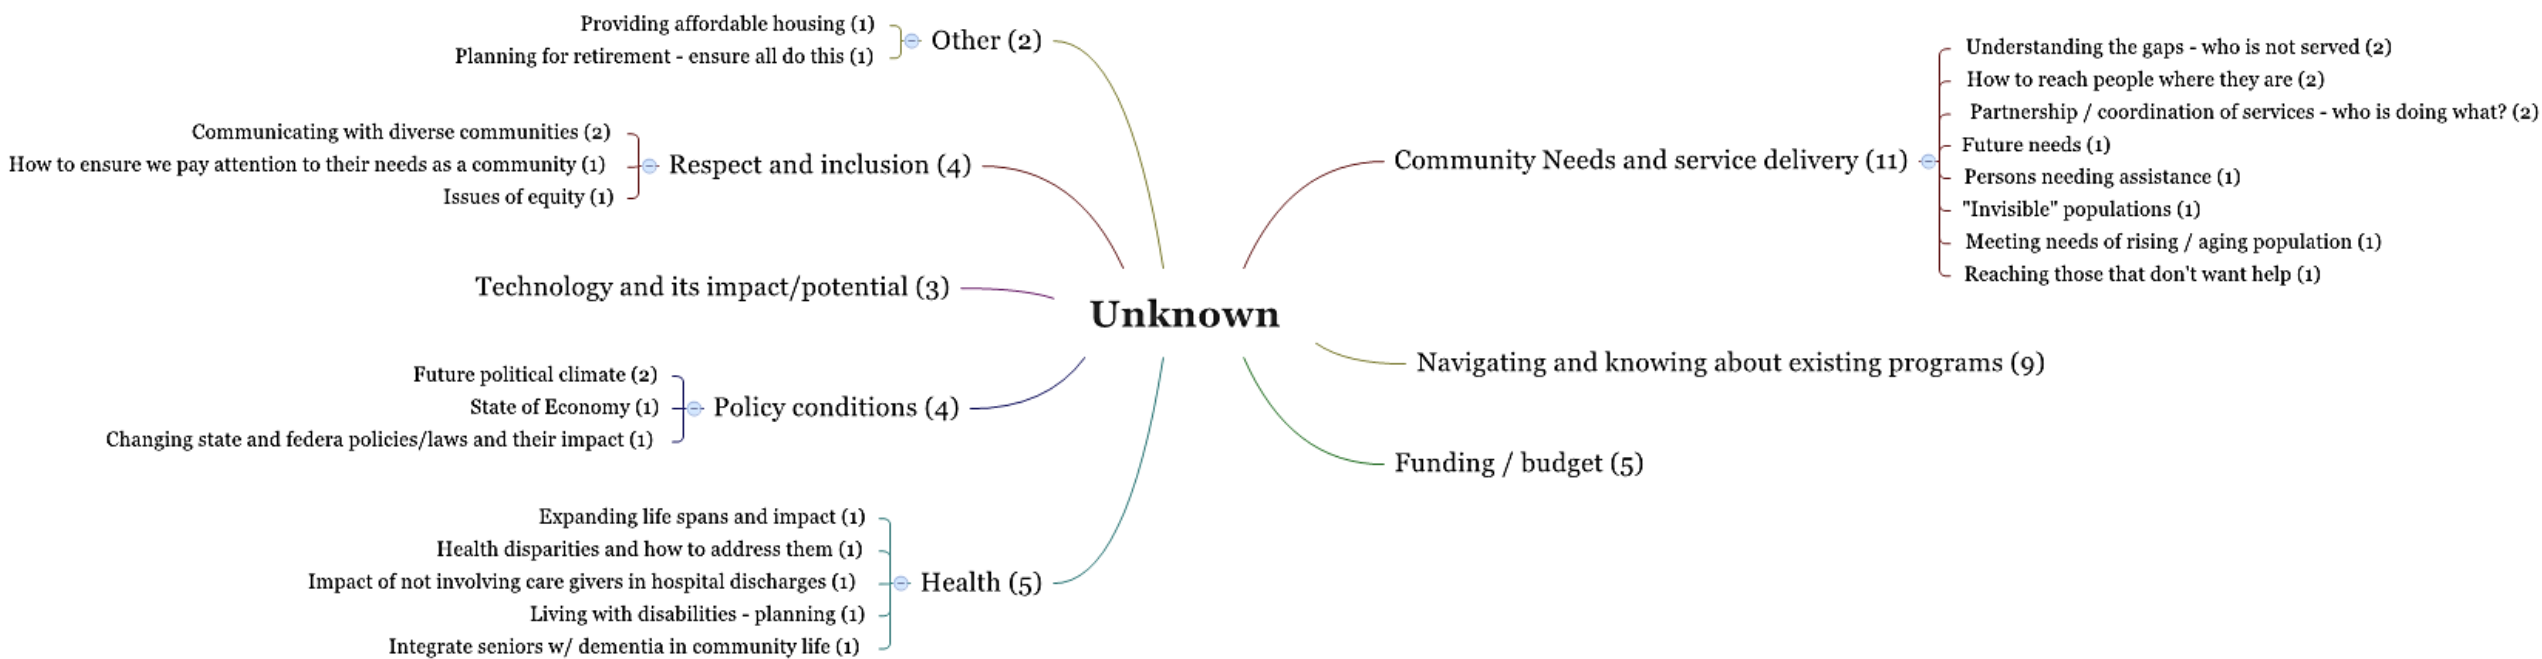 Providing affordable housing (1)
Planning for retirement - ensure all do this (1)
Other (2)
Communicating with diverse communities (2)
How to ensure we pay attention to their needs as a community (1)
Issues of equity (1)
Respect and inclusion (4)
Technology and its impact/potential (3)
Future political climate (2)
State of Economy (1)
Changing state and federa policies/laws and their impact (1)
Policy conditions (4)
Expanding life spans and impact (1)
Health disparities and how to address them (1)
Impact of not involving care givers in hospital discharges (1)
Living with disabilities - planning (1)
Integrate seniors w/ dementia in community life (1)
Health (5)
Unknown
Community Needs and service delivery (11)
Understanding the gaps - who is not served (2)
How to reach people where they are (2)
Partnership / coordination of services - who is doing what? (2)
Future needs (1)
Persons needing assistance (1)
"Invisible" populations (1)
Meeting needs of rising / aging population (1)
Reaching those that don't want help (1)
Navigating and knowing about existing programs (9)
Funding / budget (5)